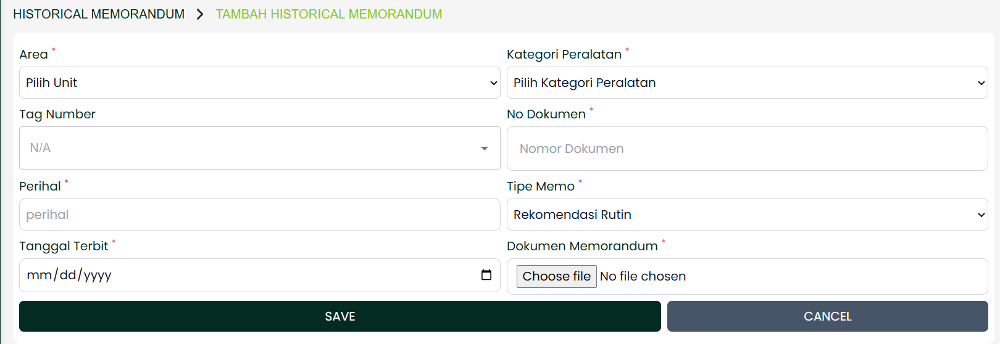 HISTORICAL MEMORANDUM > TAMBAH HISTORICAL MEMORANDUM
Area *
Kategori Peralatan *
Pilih Unit
Pilih Kategori Peralatan
Tag Number
No Dokumen *
N/A
Nomor Dokumen
Perihal *
Tipe Memo *
perihal
Rekomendasi Rutin
Tanggal Terbit *
Dokumen Memorandum *
mm/dd/yyyy
Choose file No file chosen
SAVE
CANCEL